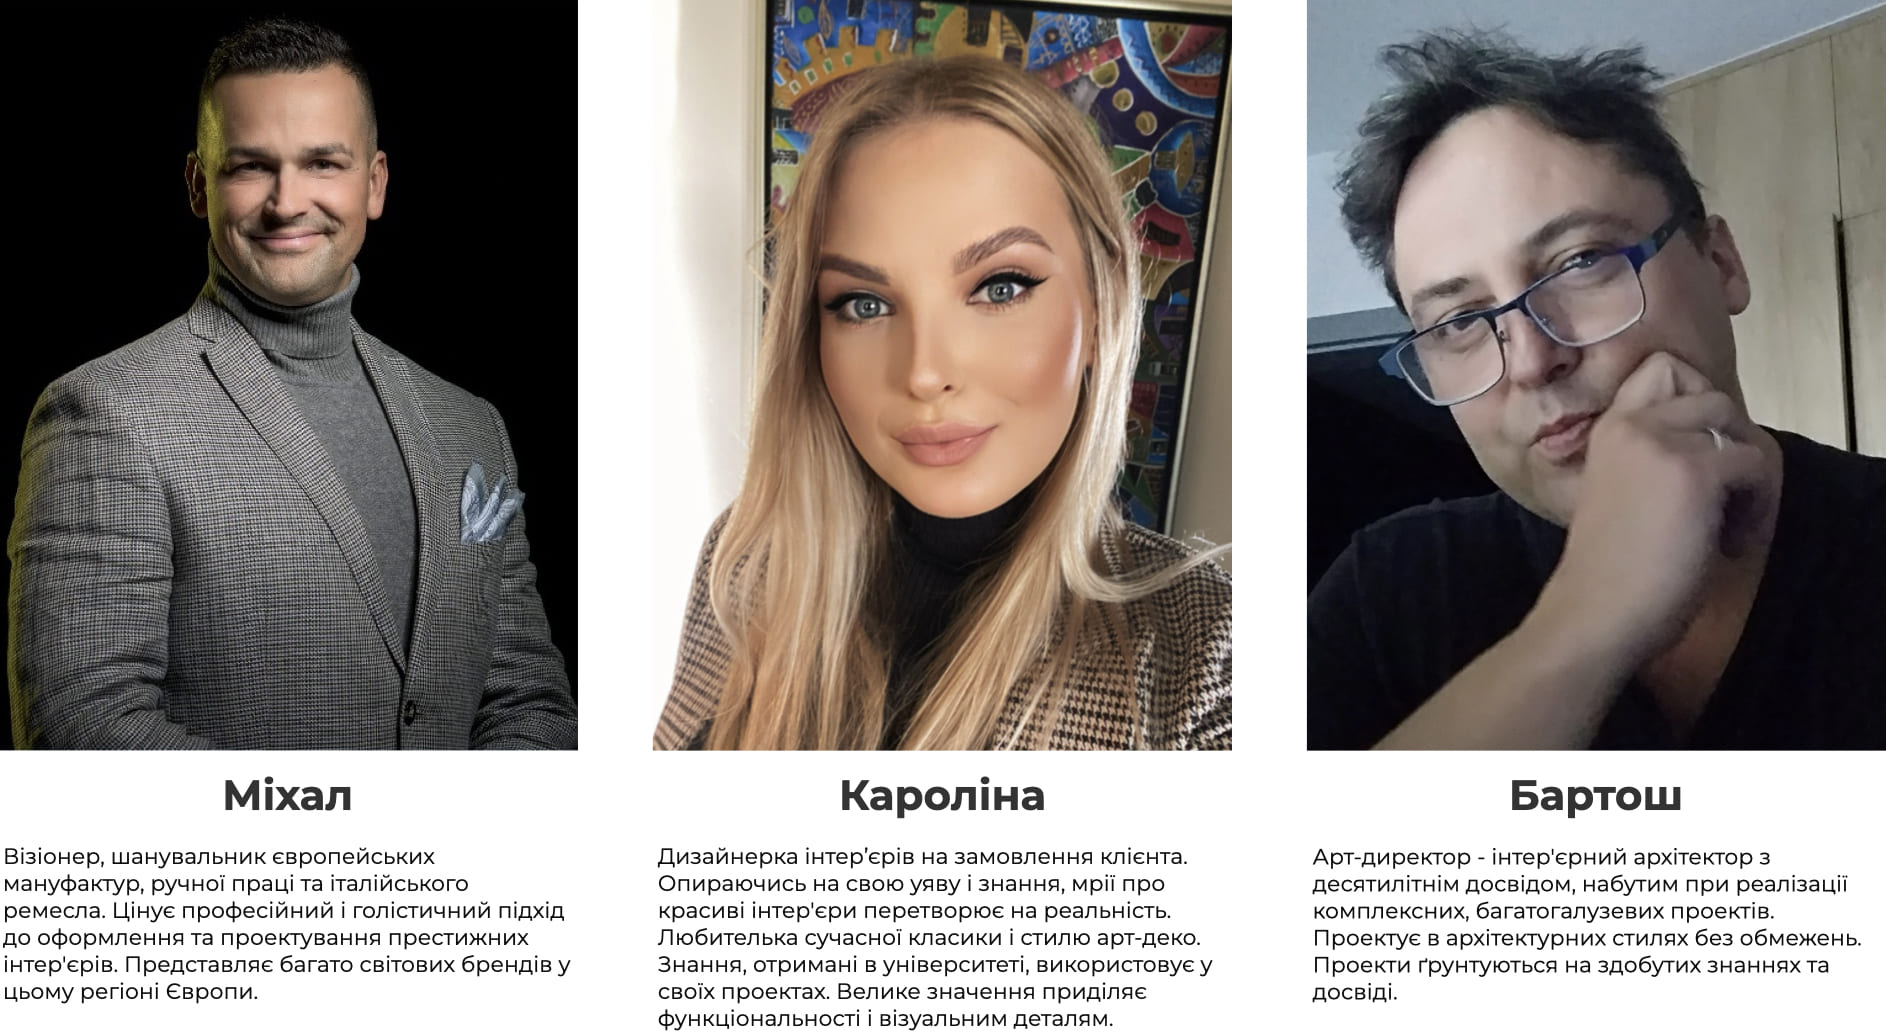 Міхал
Візіонер, шанувальник європейських
мануфактур, ручної праці та італійського
ремесла. Цінує професійний і голістичний підхід
до оформлення та проектування престижних
інтер'єрів. Представляє багато світових брендів у
цьому регіоні Європи.
Кароліна
Дизайнерка інтер’єрів на замовлення клієнта.
Опираючись на свою уяву і знання, мрії про
красиві інтер'єри перетворює на реальність.
Любителька сучасної класики і стилю арт-деко.
Знання, отримані в університеті, використовує у
своїх проектах. Велике значення приділяє
функціональності і візуальним деталям.
Бартош
Арт-директор - інтер'єрний архітектор з
десятилітнім досвідом, набутим при реалізації
комплексних, багатогалузевих проектів.
Проектує в архітектурних стилях без обмежень.
Проекти ґрунтуються на здобутих знаннях та
досвіді.